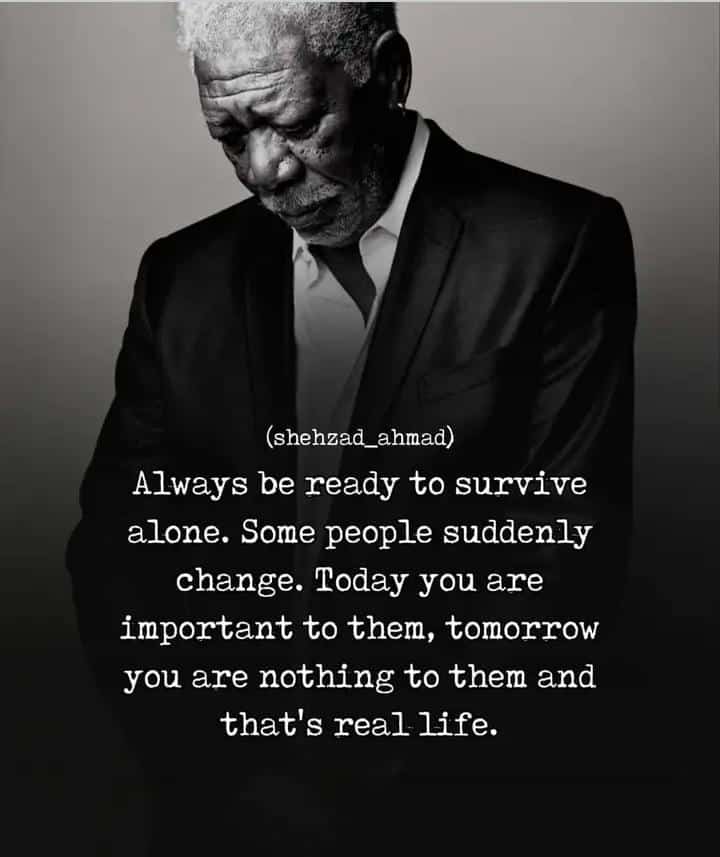 (shehzad_ahmad)
Always be ready to survive
alone. Some people suddenly
change. Today you are
important to them, tomorrow
you are nothing to them and
that's real life.